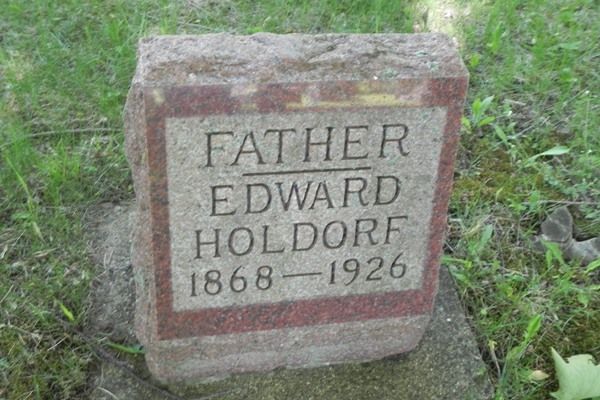 FATHER
EDWARD
HOLDORF
1868—1926